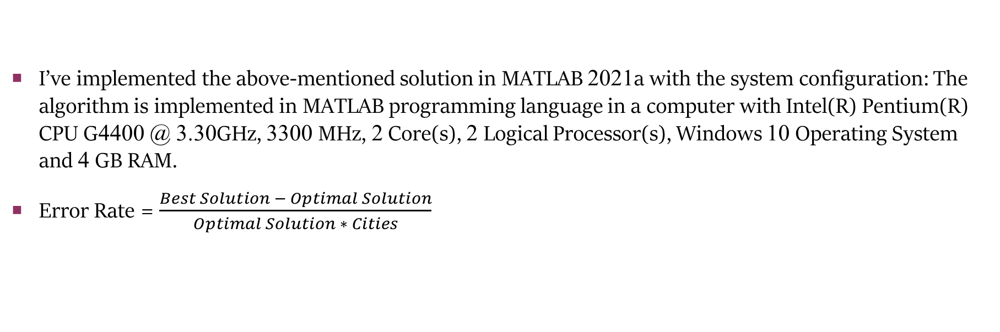 ▪ I’ve implemented the above-mentioned solution in MATLAB 2021a with the system configuration: The
algorithm is implemented in MATLAB programming language in a computer with Intel(R) Pentium(R)
CPU G4400 @ 3.30GHz, 3300 MHz, 2 Core(s), 2 Logical Processor(s), Windows 10 Operating System
and 4 GB RAM.
▪ Error Rate = \frac{Best Solution − Optimal Solution}{Optimal Solution ∗ Cities}